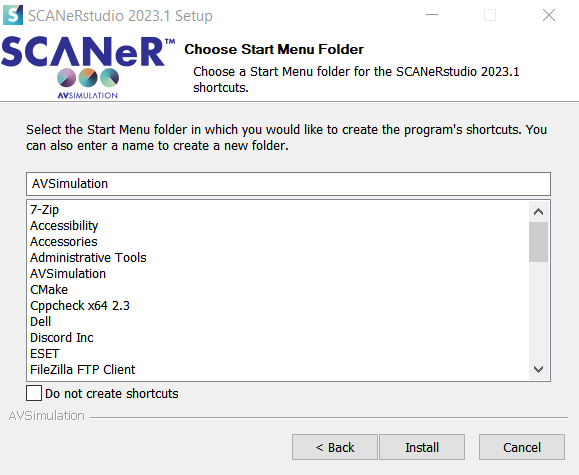 SCANeRstudio 2023.1 Setup
SCANeR™
AVSIMULATION
Choose Start Menu Folder
Choose a Start Menu folder for the SCANeRstudio 2023.1
shortcuts.
Select the Start Menu folder in which you would like to create the program's shortcuts. You
can also enter a name to create a new folder.
AVSimulation
7-Zip
Accessibility
Accessories
Administrative Tools
AVSimulation
CMake
Cppcheck x64 2.3
Dell
Discord Inc
ESET
FileZilla FTP Client
Do not create shortcuts
AVSimulation
< Back
Install
Cancel